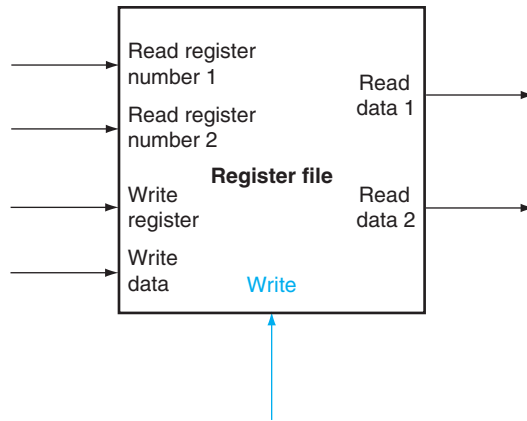 Read register
number 1
Read
data 1
Read register
number 2
Register file
Write
register
Read
data 2
Write
data
Write